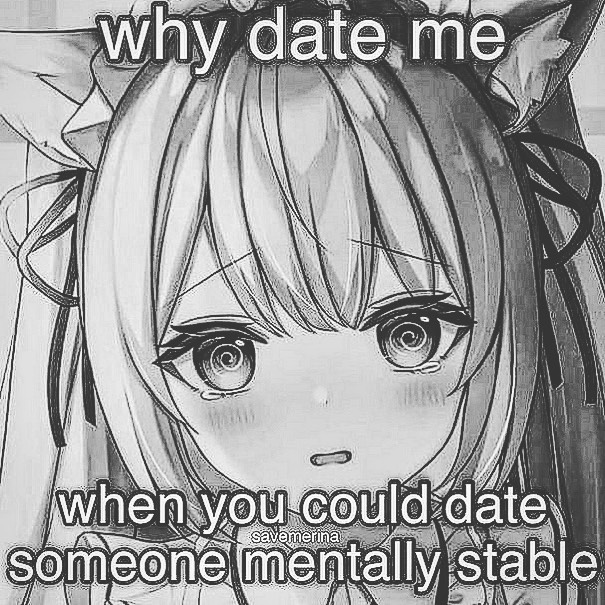 why date me
when you could date
savemerina
someone mentally stable